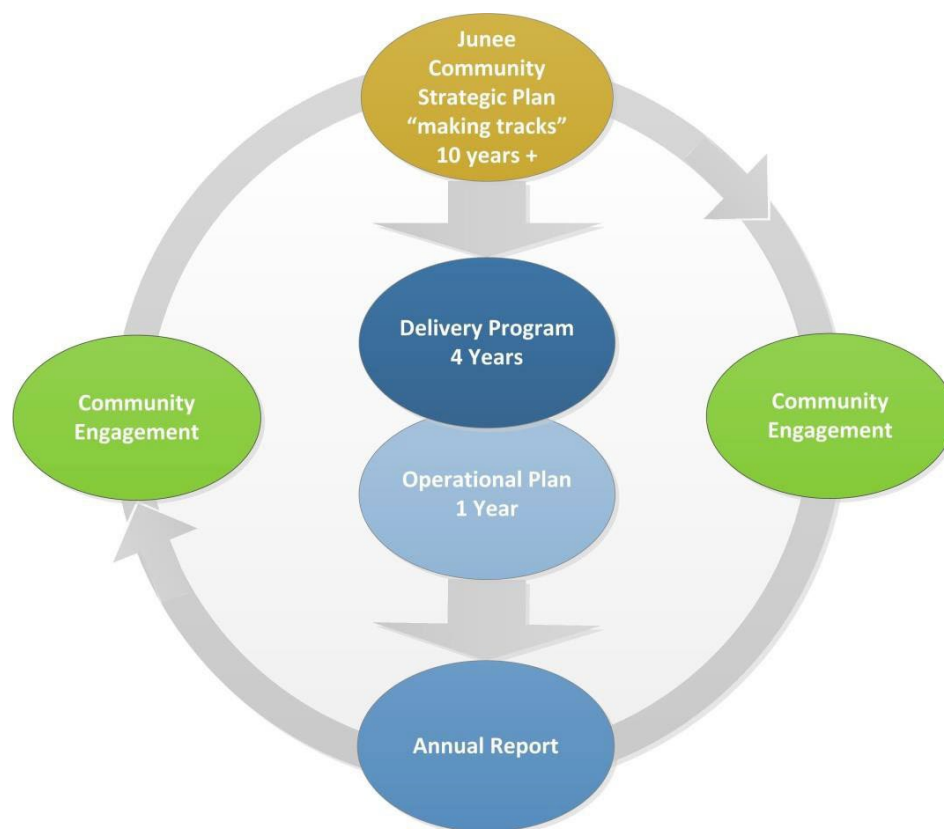 Junee
Community
Strategic Plan
“making tracks”
10 years +
Delivery Program
4 Years
Community
Engagement
Community
Engagement
Operational Plan
1 Year
Annual Report